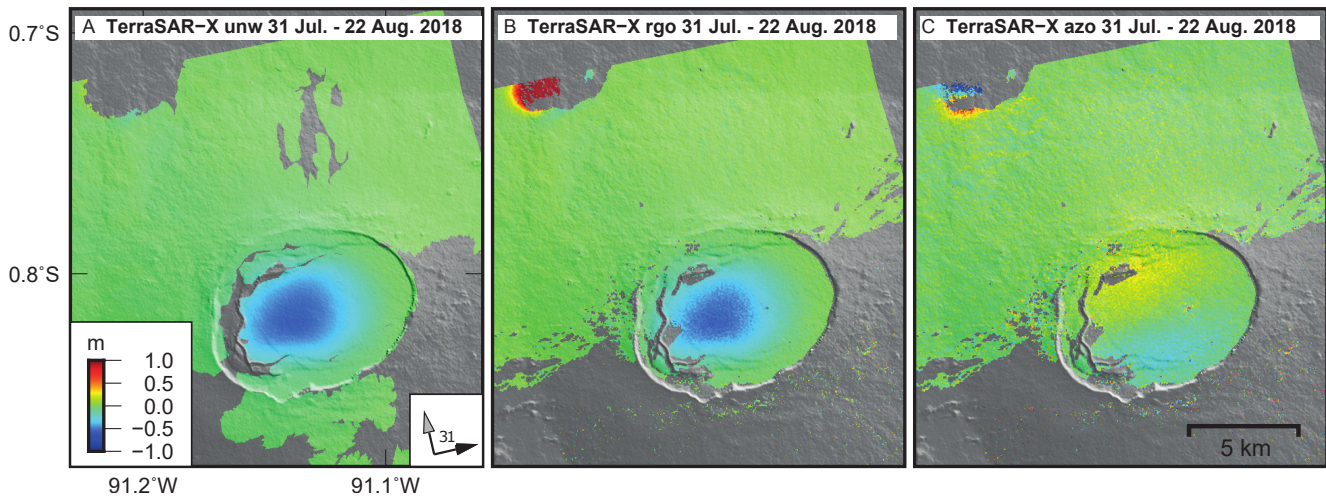 A TerraSAR−X unw 31 Jul. - 22 Aug. 2018
B TerraSAR−X rgo 31 Jul. - 22 Aug. 2018
C TerraSAR−X azo 31 Jul. - 22 Aug. 2018
0.7°S
0.8°S
m
1.0
0.5
0.0
−0.5
−1.0
31
5 km
91.2°W
91.1°W